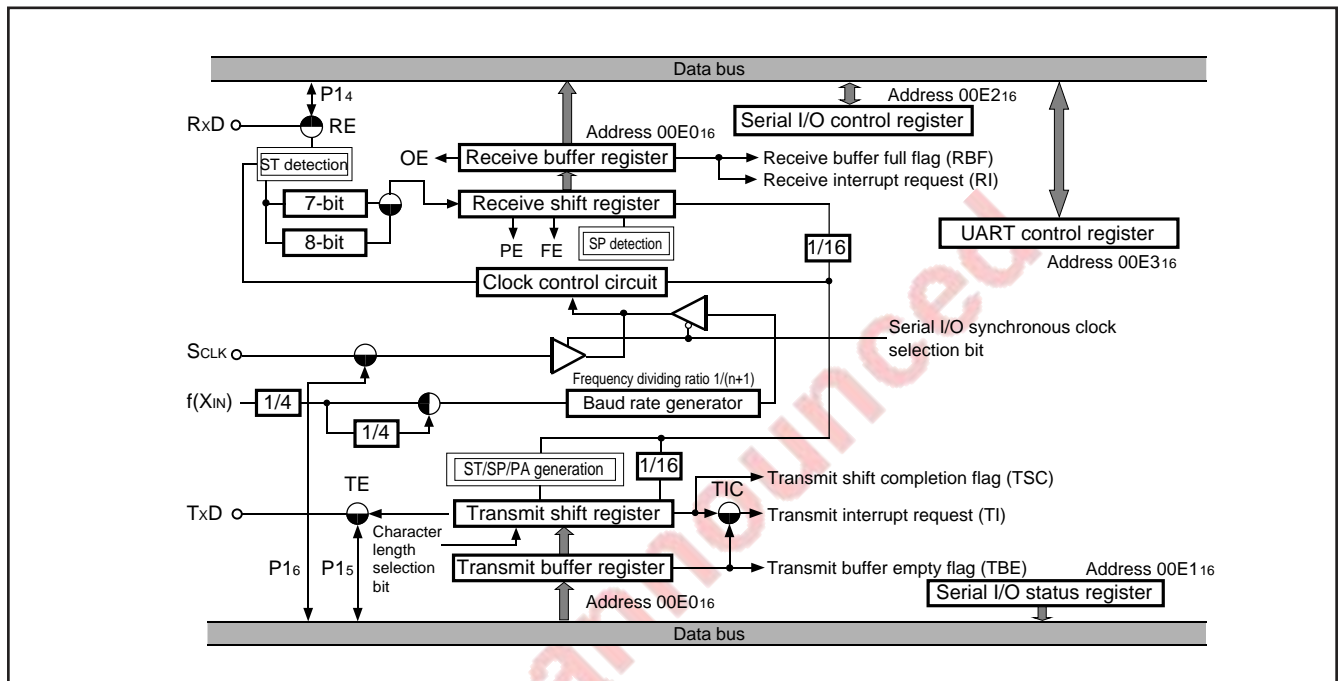 Data bus
P14
Address 00E216
RXD
RE
Serial I/O control register
Address 00E016
ST detection
OE
Receive buffer register
Receive buffer full flag (RBF)
Receive interrupt request (RI)
7-bit
Receive shift register
8-bit
PE
FE
SP detection
1/16
UART control register
Address 00E316
Clock control circuit
Serial I/O synchronous clock
selection bit
SCLK
Frequency dividing ratio 1/(n+1)
f(XIN)
1/4
Baud rate generator
1/4
ST/SP/PA generation
1/16
Transmit shift completion flag (TSC)
TE
TIC
TXD
Transmit shift register
Transmit interrupt request (TI)
Character
length
selection
bit
P16
P15
Transmit buffer register
Transmit buffer empty flag (TBE)
Address 00E116
Serial I/O status register
Address 00E016
Data bus
announced